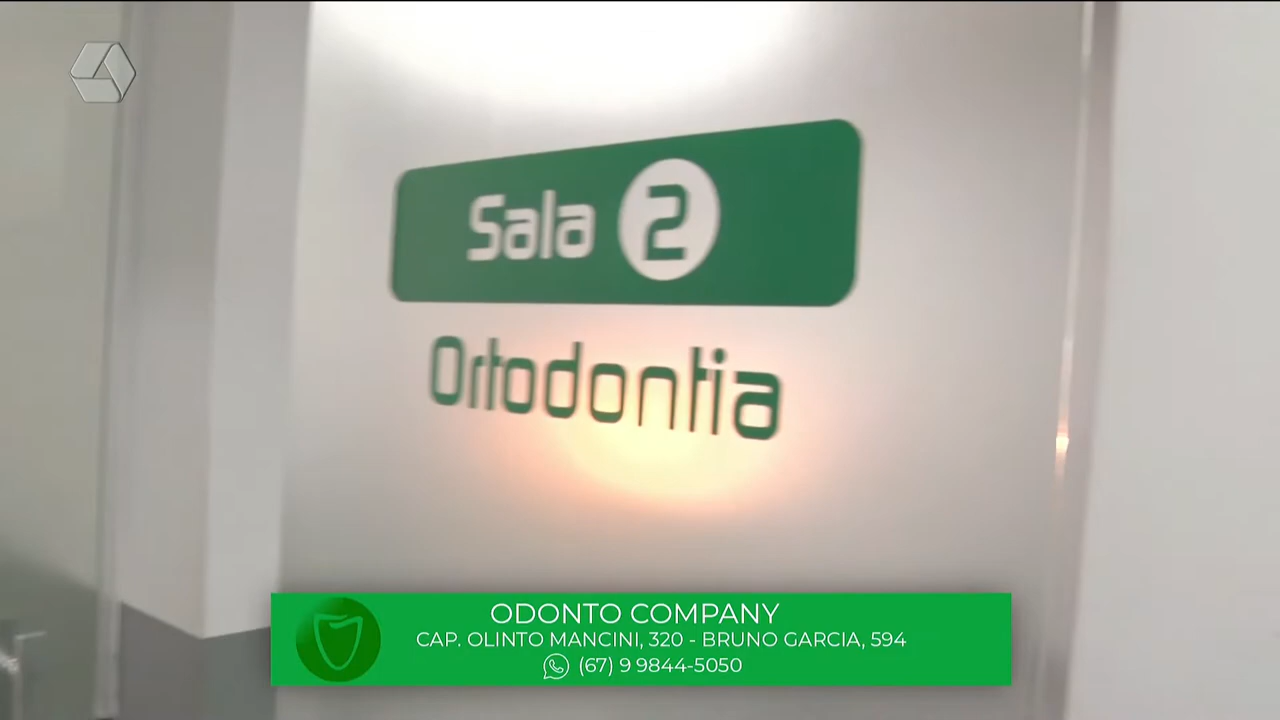 Sala 2
Ortodontia
ODONTO COMPANY
CAP. OLINTO MANCINI, 320 - BRUNO GARCIA, 594
(67) 9 9844-5050